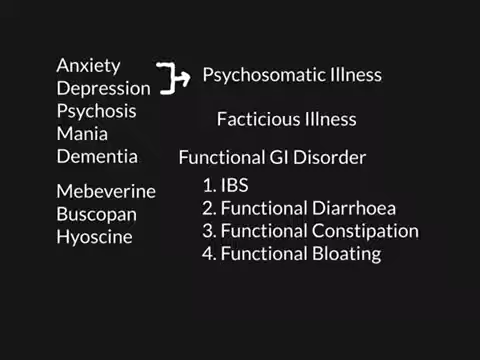 Anxiety
Depression
Psychosis
Mania
Dementia
Mebeverine
Buscopan
Hyoscine
Psychosomatic Illness
Facticious Illness
Functional GI Disorder
1. IBS
2. Functional Diarrhoea
3. Functional Constipation
4. Functional Bloating